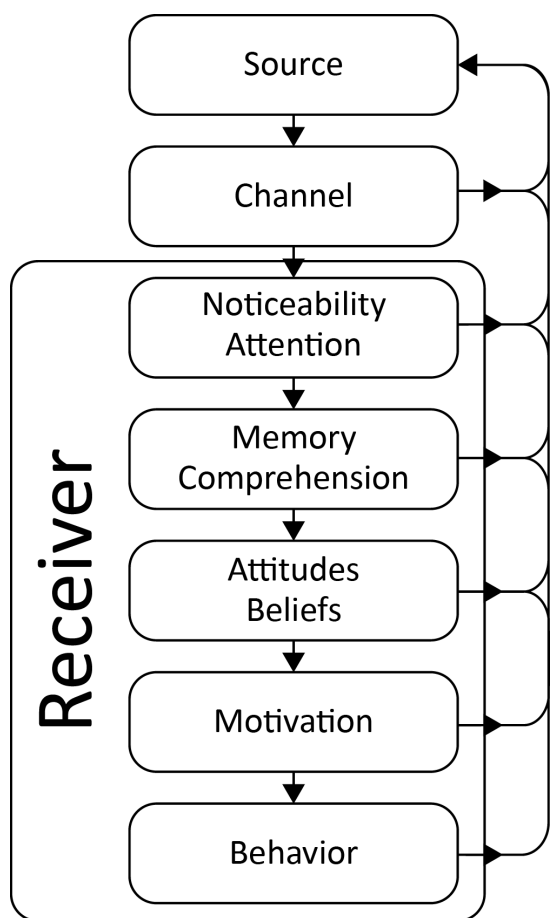 Source
Channel
Noticeability
Attention
Memory
Comprehension
Attitudes
Beliefs
Motivation
Behavior
Receiver